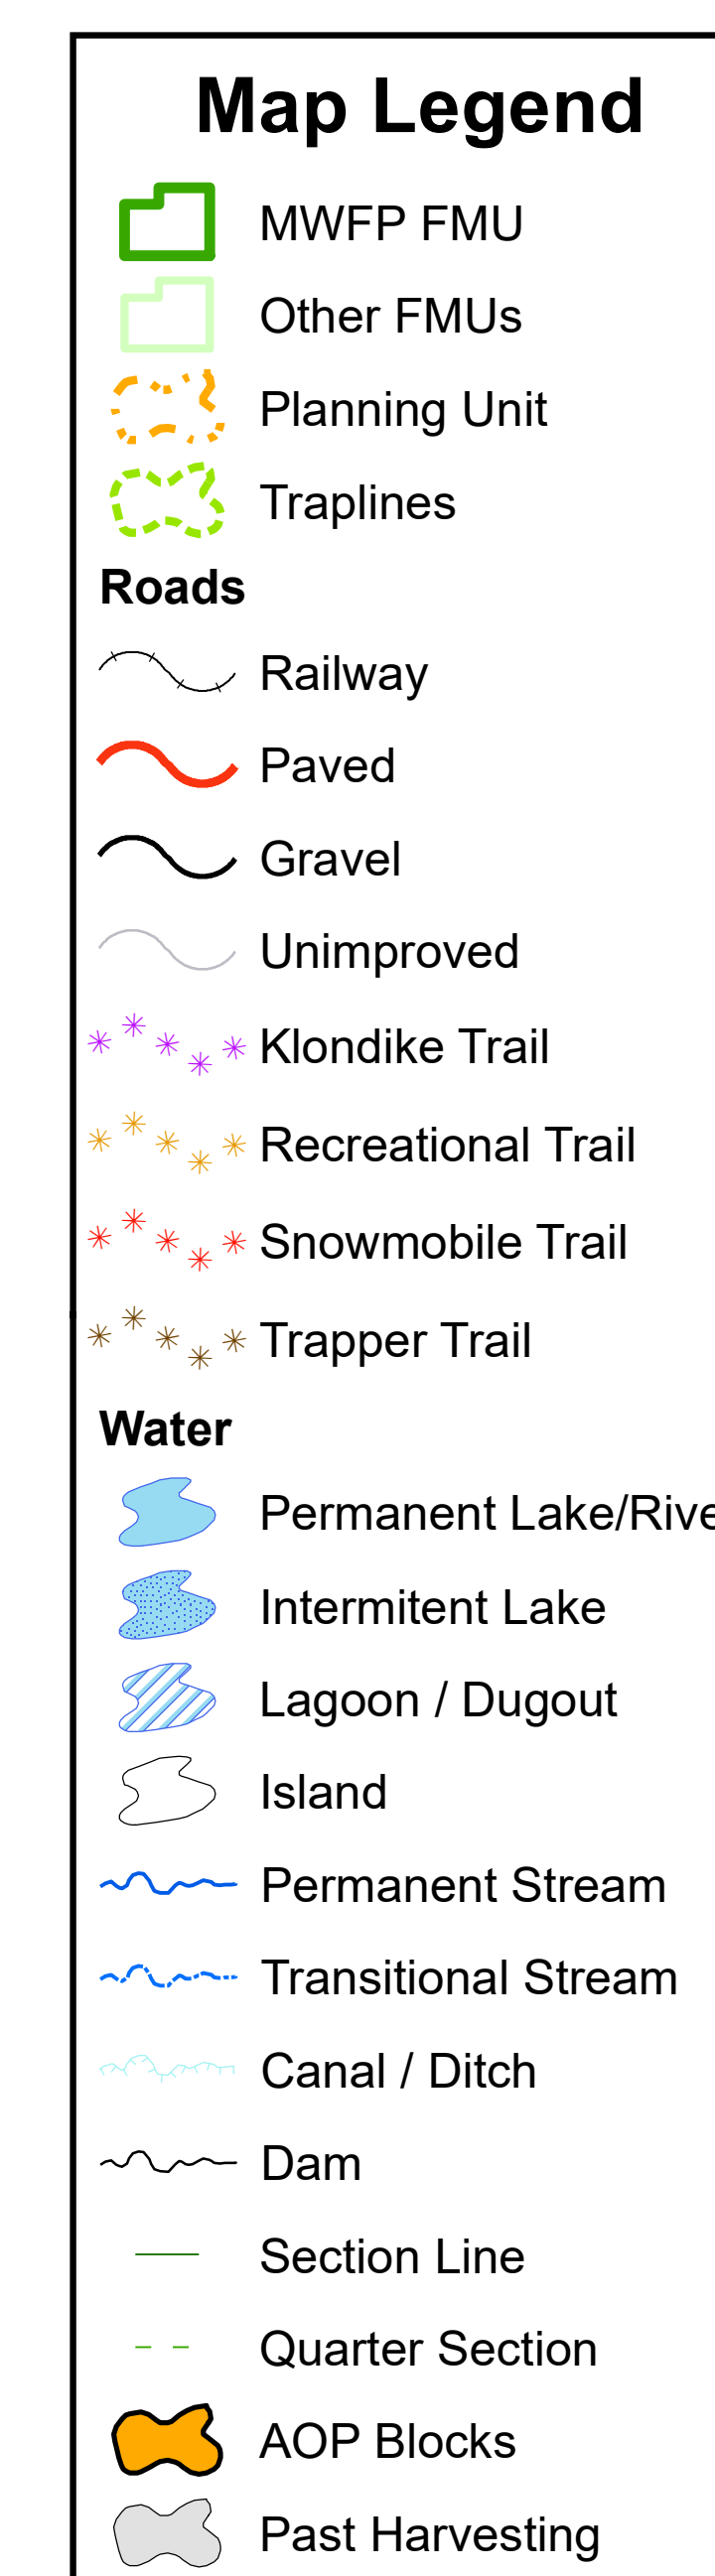 Map Legend
MWFP FMU
Other FMUs
Planning Unit
Traplines
Roads
Railway
Paved
Gravel
Unimproved
Klondike Trail
Recreational Trail
Snowmobile Trail
Trapper Trail
Water
Permanent Lake/Rive
Intermitent Lake
Lagoon / Dugout
Island
Permanent Stream
Transitional Stream
Canal / Ditch
Dam
Section Line
Quarter Section
AOP Blocks
Past Harvesting